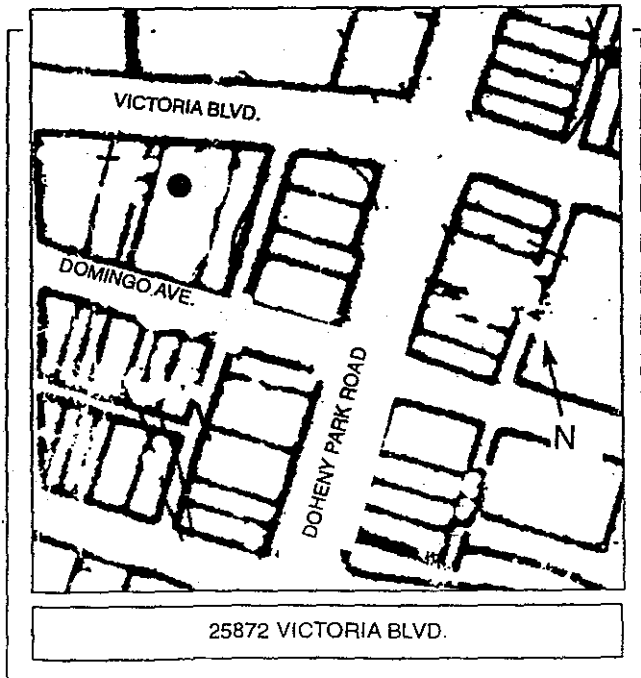 VICTORIA BLVD.
DOMINGO AVE.
DOHENY PARK ROAD
N
25872 VICTORIA BLVD.